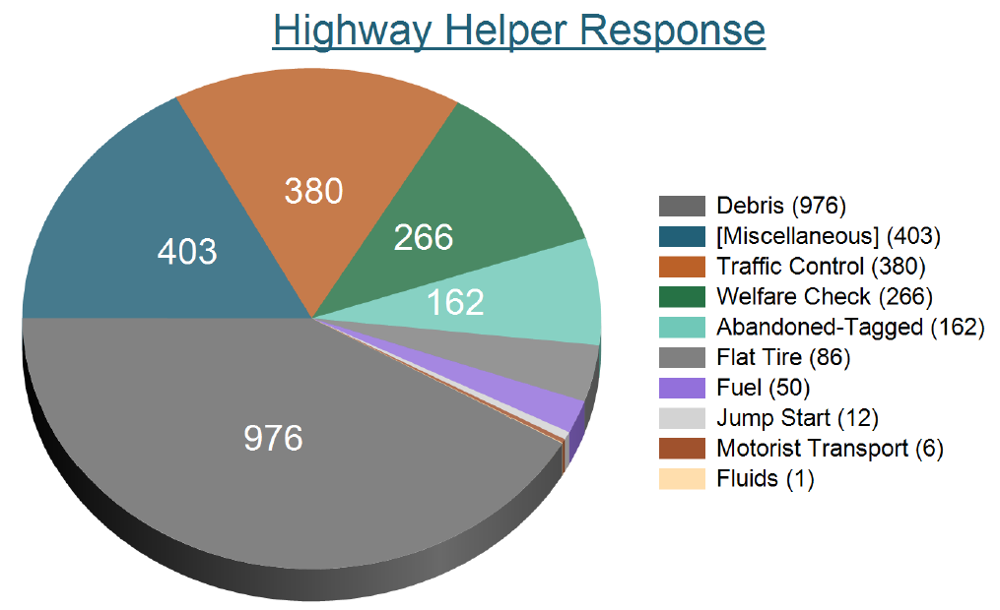 Highway Helper Response
380
403
266
162
976
Debris (976)
[Miscellaneous] (403)
Traffic Control (380)
Welfare Check (266)
Abandoned-Tagged (162)
Flat Tire (86)
Fuel (50)
Jump Start (12)
Motorist Transport (6)
Fluids (1)